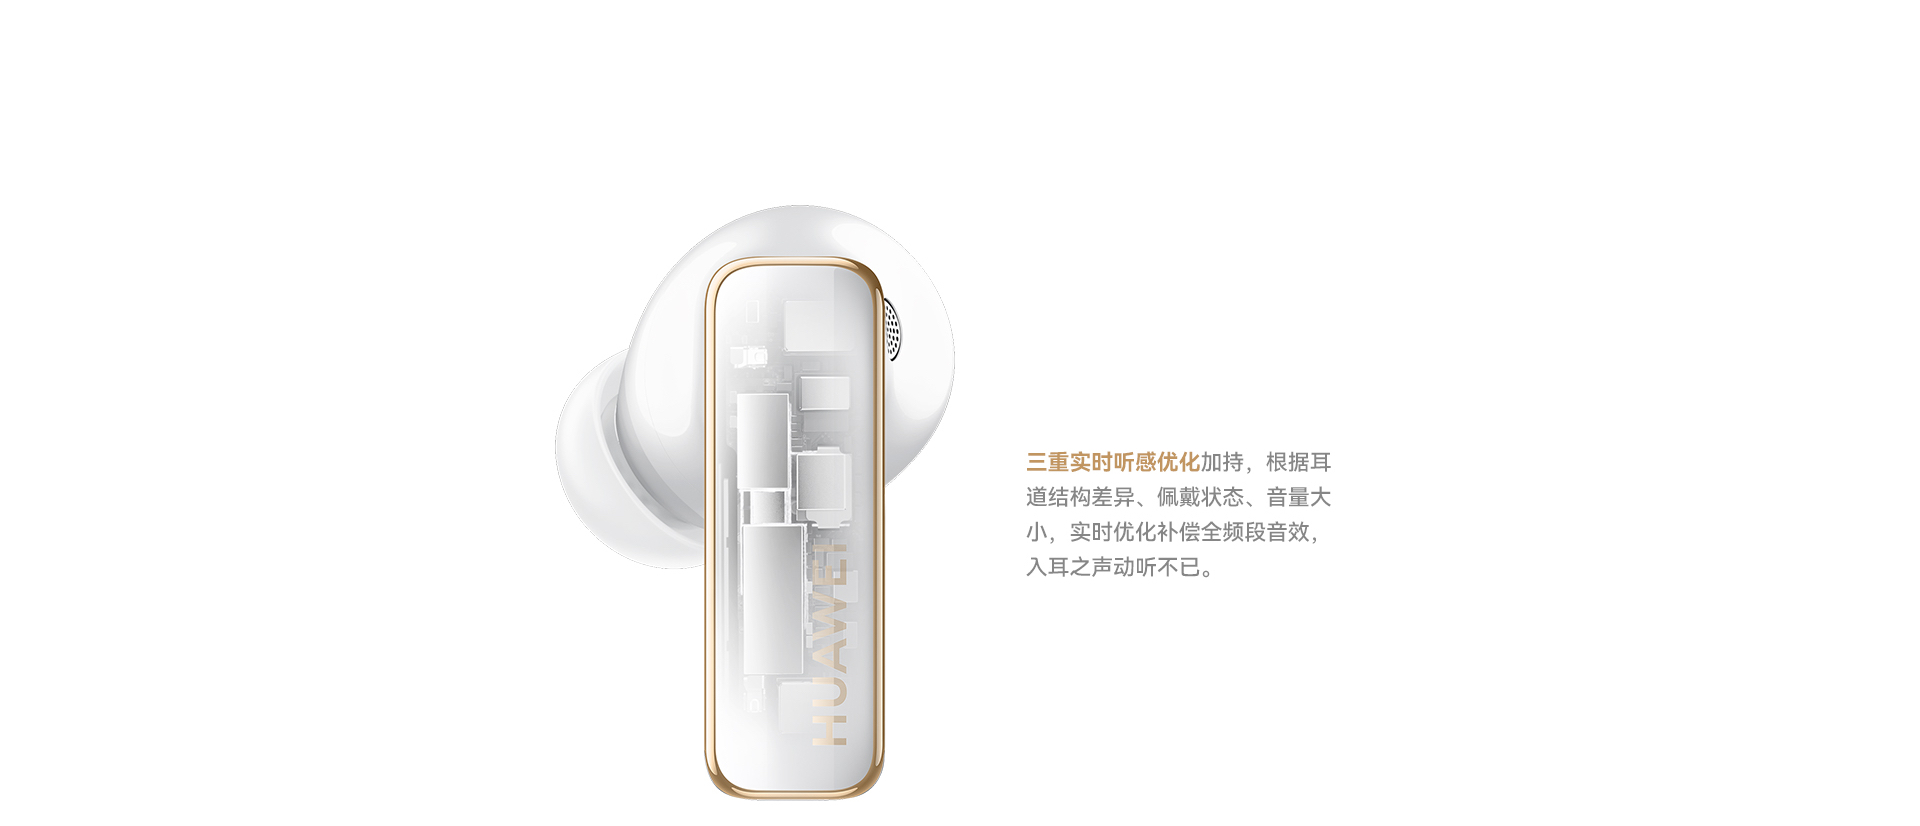 HUAWEI
三重实时听感优化加持，根据耳
道结构差异、佩戴状态、音量大
小，实时优化补偿全频段音效，
入耳之声动听不已。